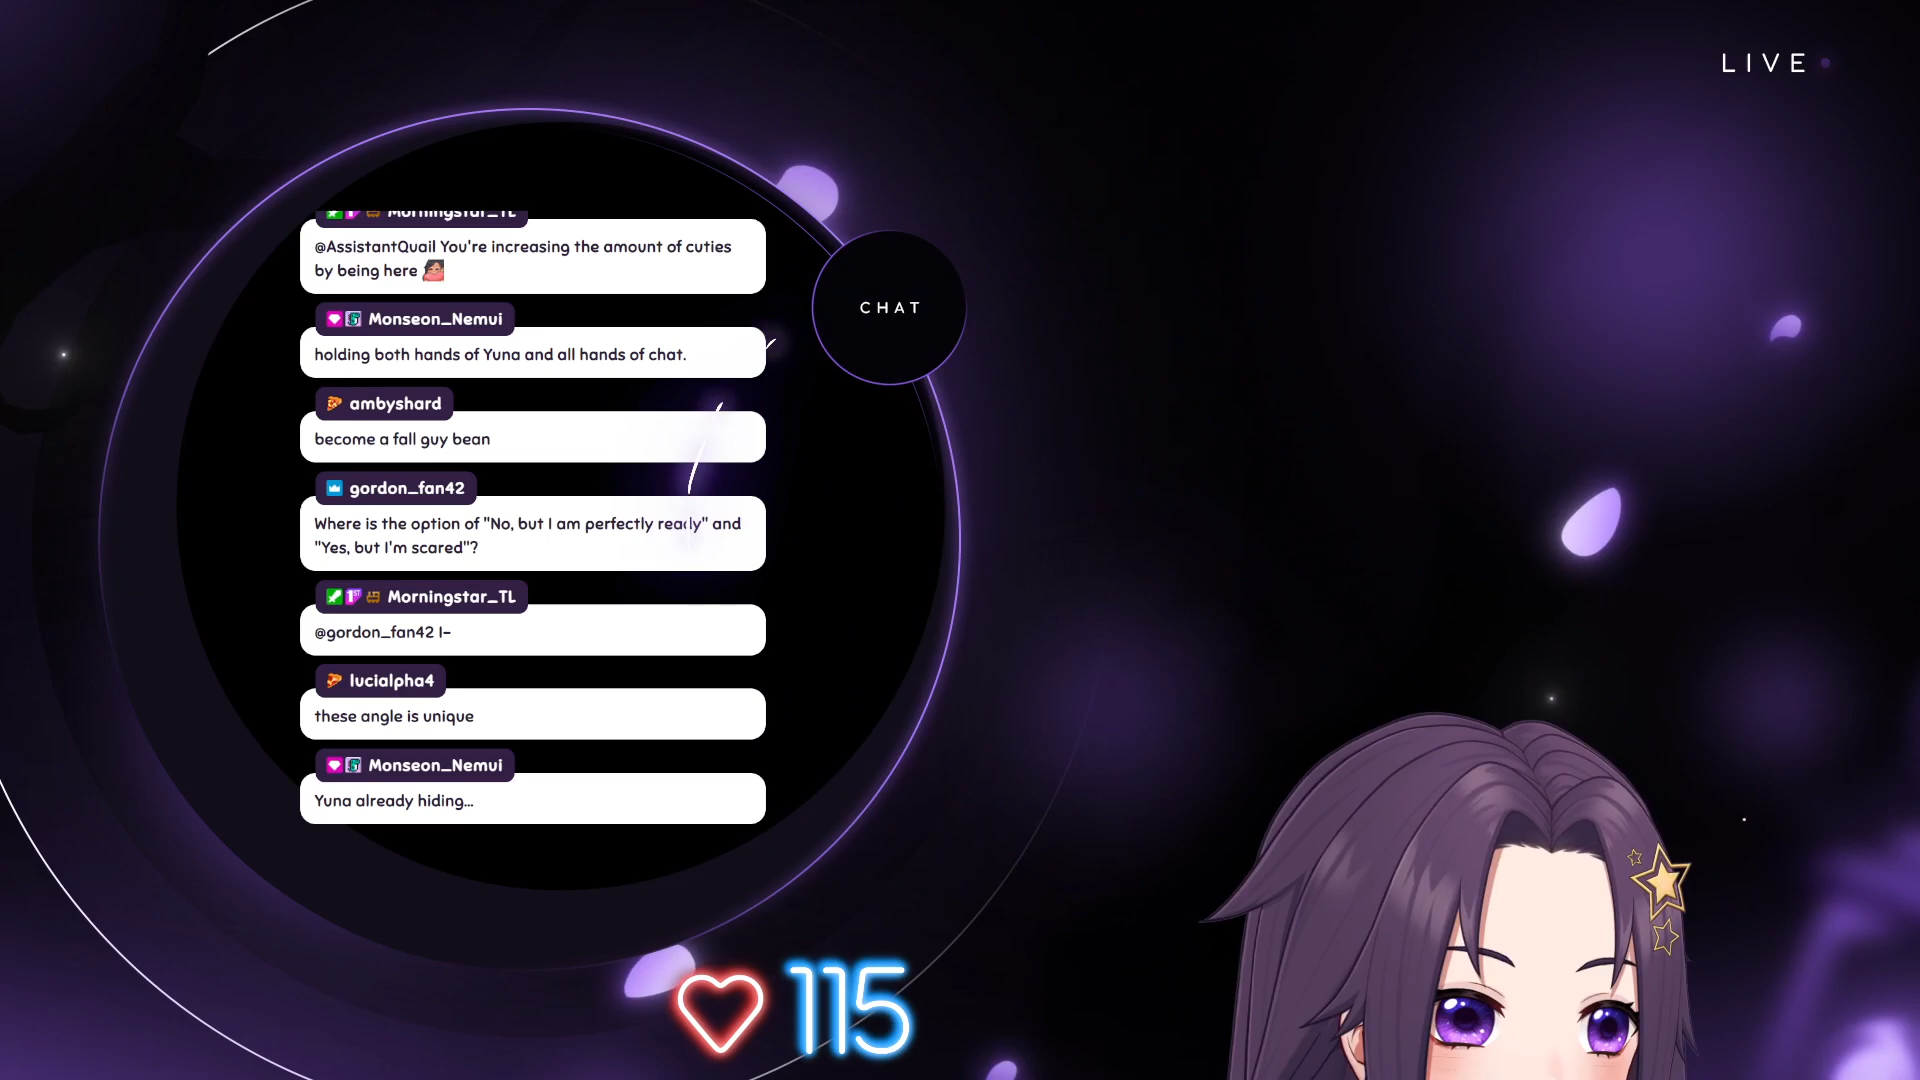 LIVE
Morningstar_TL
@AssistantQuail You're increasing the amount of cuties
by being here
CHAT
Monseon_Nemui
holding both hands of Yuna and all hands of chat.
ambyshard
become a fall guy bean
gordon_fan42
Where is the option of "No, but I am perfectly ready" and
"Yes, but I'm scared"?
1ST Morningstar_TL
@gordon_fan42 I-
lucialpha4
these angle is unique
Monseon_Nemui
Yuna already hiding...
115